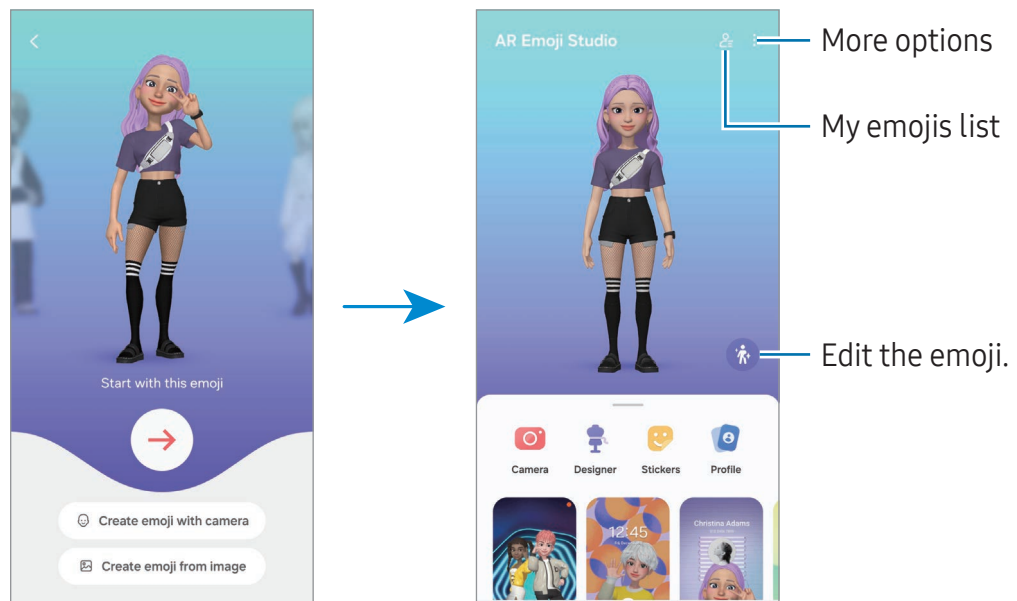 Start with this emoji
Create emoji with camera
Create emoji from image
AR Emoji Studio
More options
My emojis list
Edit the emoji.
Camera
Designer
Stickers
Profile
12:45
Christina Adams